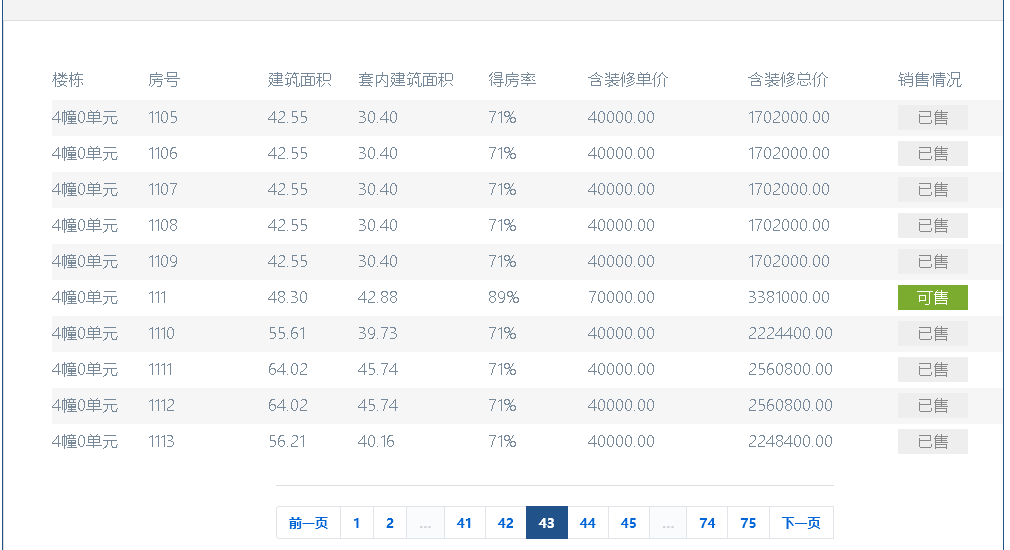 楼栋 房号 建筑面积 套内建筑面积 得房率 含装修单价 含装修总价 销售情况
4幢0单元 1105 42.55 30.40 71% 40000.00 1702000.00 已售
4幢0单元 1106 42.55 30.40 71% 40000.00 1702000.00 已售
4幢0单元 1107 42.55 30.40 71% 40000.00 1702000.00 已售
4幢0单元 1108 42.55 30.40 71% 40000.00 1702000.00 已售
4幢0单元 1109 42.55 30.40 71% 40000.00 1702000.00 已售
4幢0单元 111 48.30 42.88 89% 70000.00 3381000.00 可售
4幢0单元 1110 55.61 39.73 71% 40000.00 2224400.00 已售
4幢0单元 1111 64.02 45.74 71% 40000.00 2560800.00 已售
4幢0单元 1112 64.02 45.74 71% 40000.00 2560800.00 已售
4幢0单元 1113 56.21 40.16 71% 40000.00 2248400.00 已售
前一页 1 2 ... 41 42 43 44 45 ... 74 75 下一页